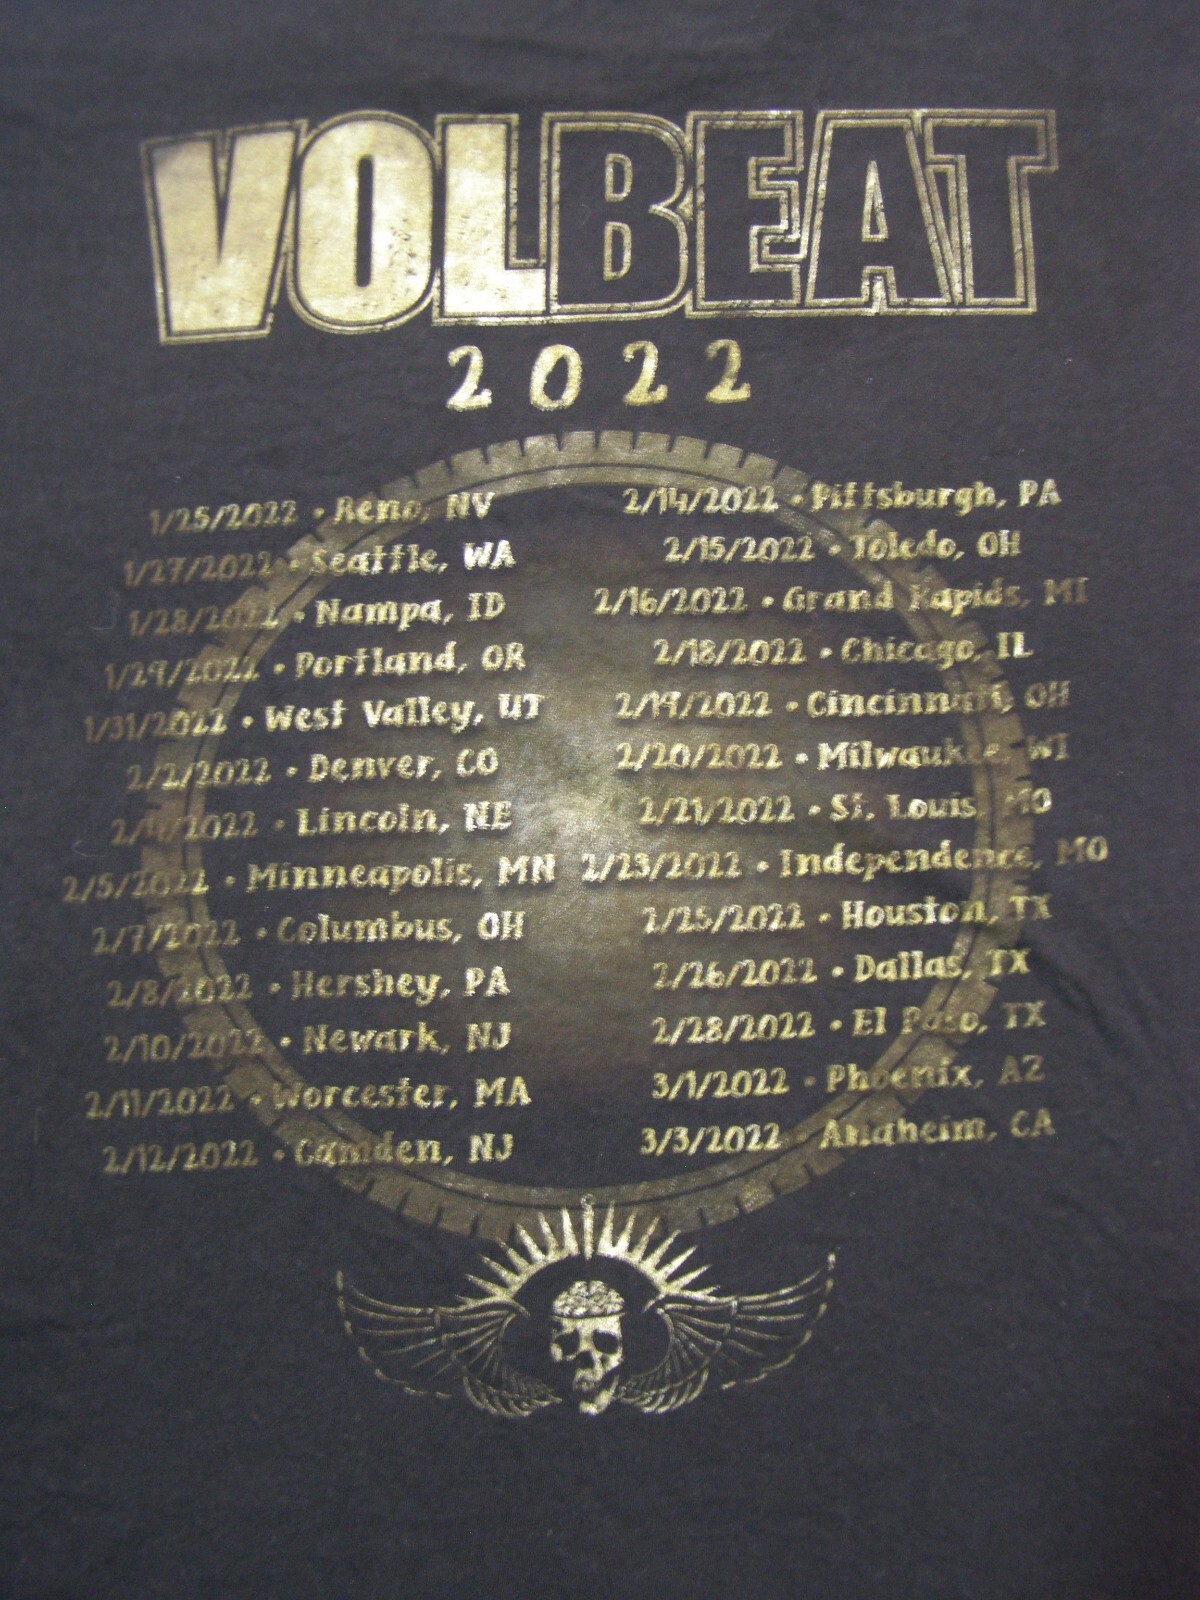 VOLBEAT
2022
1/25/2022 • Reno, NV
1/27/2022 • Seattle, WA
1/28/2022 • Nampa, ID
1/29/2022 • Portland, OR
1/31/2022 • West Valley, UT
2/2/2022 • Denver, CO
2/4/2022 • Lincoln, NE
2/5/2022 • Minneapolis, MN
2/7/2022 • Columbus, OH
2/8/2022 • Hershey, PA
2/10/2022 • Newark, NJ
2/11/2022 • Worcester, MA
2/12/2022 • Camden, NJ
2/14/2022 • Pittsburgh, PA
2/15/2022 • Toledo, OH
2/16/2022 • Grand Rapids, MI
2/18/2022 • Chicago, IL
2/19/2022 • Cincinnati, OH
2/20/2022 • Milwaukee, WI
2/21/2022 • St. Louis MO
2/23/2022 • Independence, MO
2/25/2022 • Houston, TX
2/26/2022 • Dallas, TX
2/28/2022 • El Paso, TX
3/1/2022 • Phoenix, AZ
3/3/2022 • Anaheim, CA